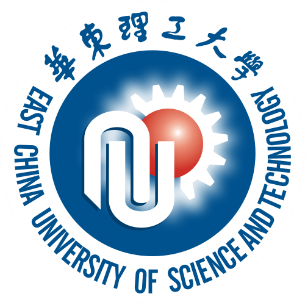 華東理工大學
EAST CHINA UNIVERSITY OF SCIENCE AND TECHNOLOGY